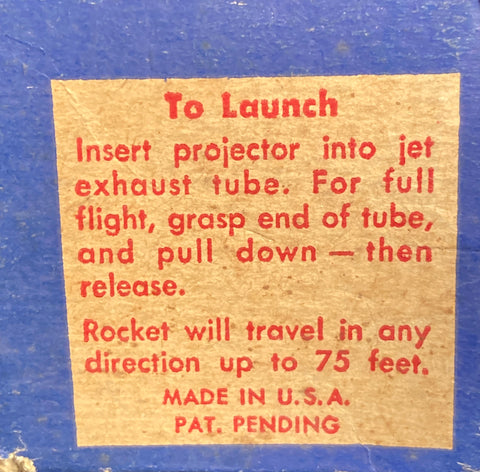 To Launch
Insert projector into jet
exhaust tube. For full
flight, grasp end of tube,
and pull down — then
release.
Rocket will travel in any
direction up to 75 feet.
MADE IN U.S.A.
PAT. PENDING